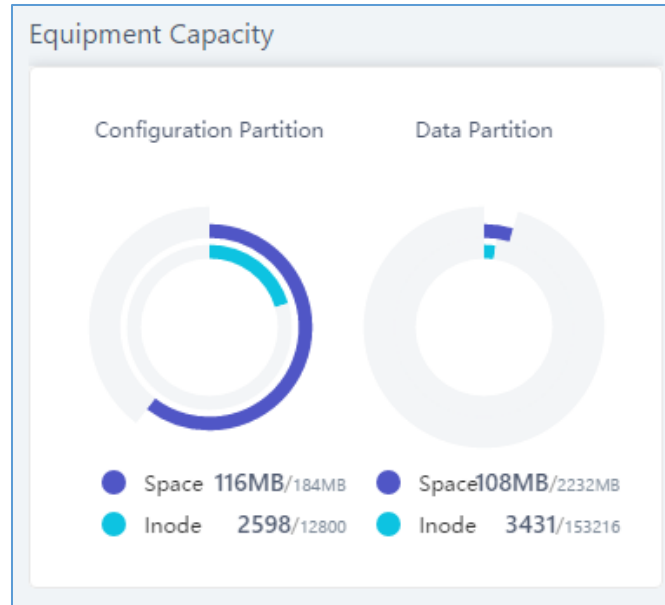 Equipment Capacity
Configuration Partition
Data Partition
Space 116MB/184MB
Inode 2598/12800
Space108MB/2232MB
Inode 3431/153216